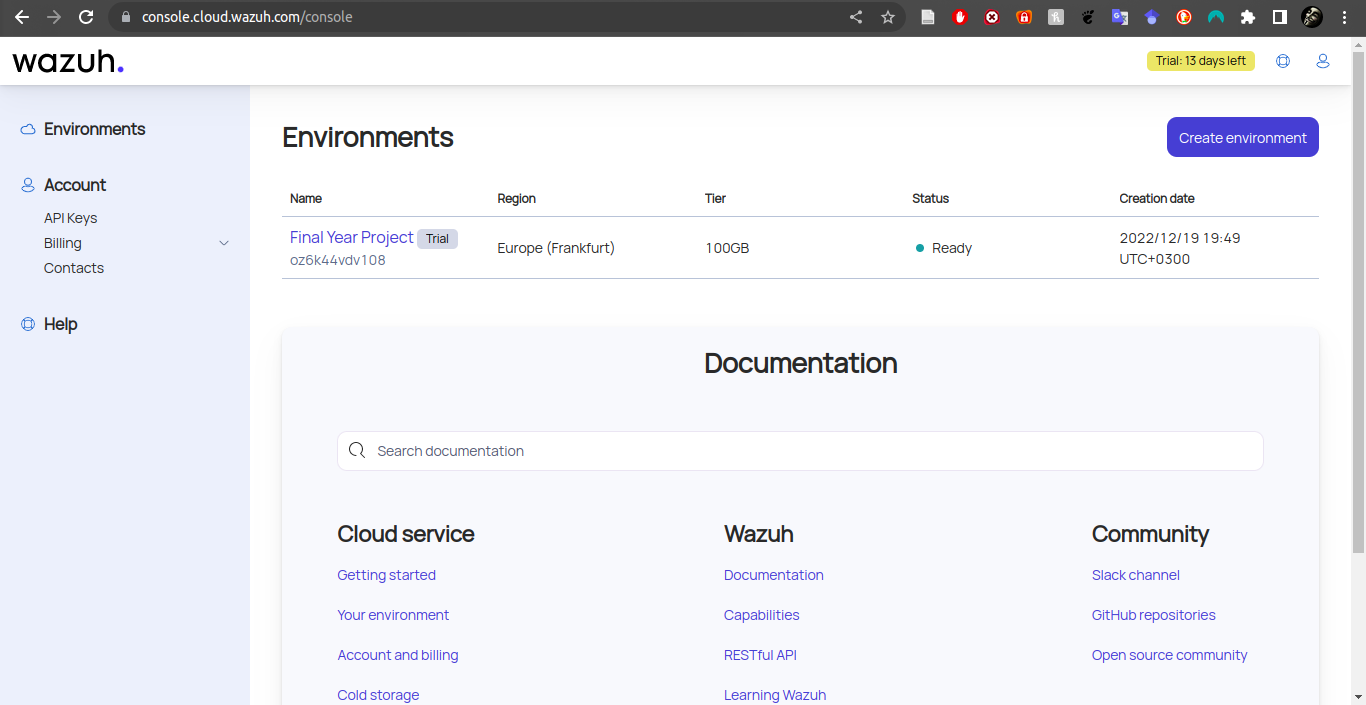 console.cloud.wazuh.com/console
wazuh.
Trial: 13 days left
Environments
Account
API Keys
Billing
Contacts
Help
Environments
Create environment
Name Region Tier Status Creation date
Final Year Project Trial
oz6k44vdv108
Europe (Frankfurt)
100GB
Ready
2022/12/19 19:49
UTC+0300
Documentation
Search documentation
Cloud service
Getting started
Your environment
Account and billing
Cold storage
Wazuh
Documentation
Capabilities
RESTful API
Learning Wazuh
Community
Slack channel
GitHub repositories
Open source community